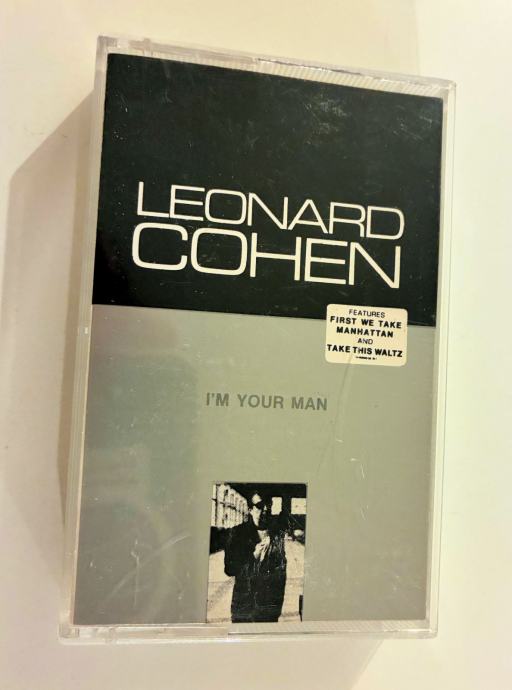 LEONARD
COHEN
FEATURES
FIRST WE TAKE
MANHATTAN
AND
TAKE THIS WALTZ
I'M YOUR MAN